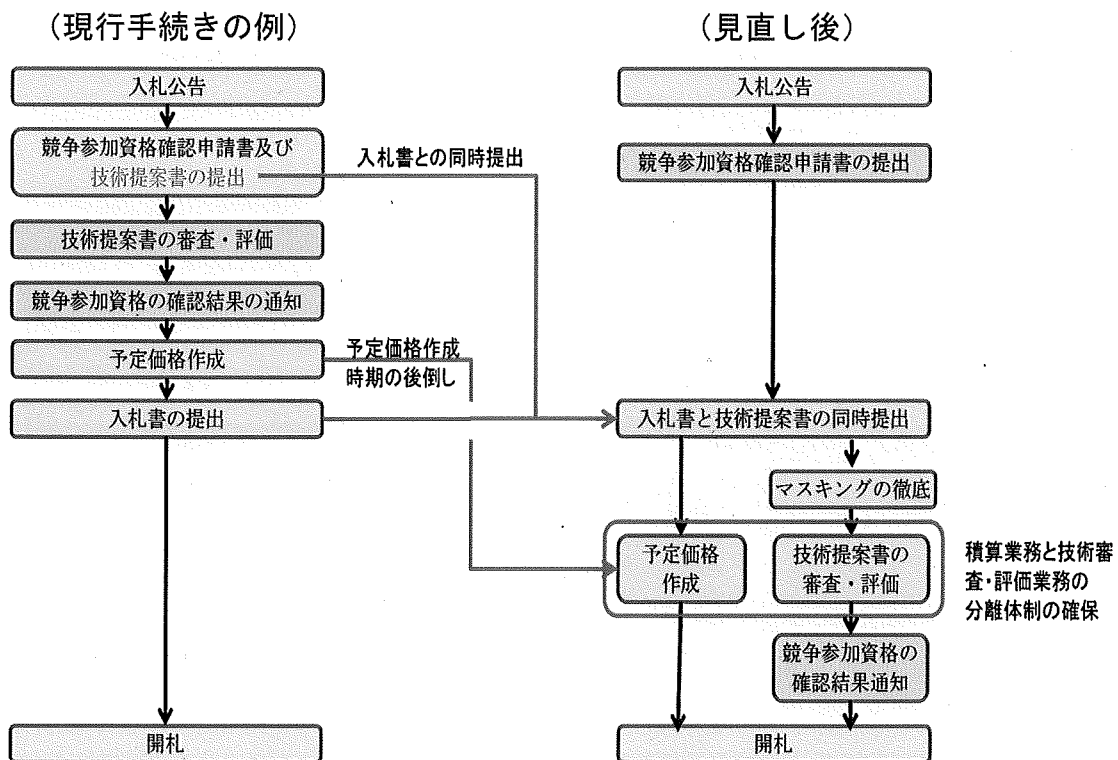 （現行手続きの例）
入札公告
競争参加資格確認申請書及び
技術提案書の提出
技術提案書の審査・評価
競争参加資格の確認結果の通知
予定価格作成
入札書の提出
開札
入札書との同時提出
予定価格作成
時期の後倒し
（見直し後）
入札公告
競争参加資格確認申請書の提出
入札書と技術提案書の同時提出
マスキングの徹底
予定価格
作成
技術提案書の
審査・評価
積算業務と技術審
査・評価業務の
分離体制の確保
競争参加資格の
確認結果通知
開札